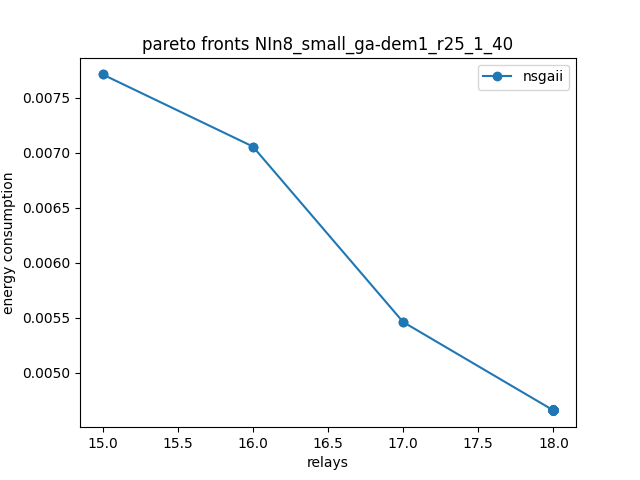 pareto fronts NIn8_small_ga-dem1_r25_1_40
nsgaii
0.0075
0.0070
0.0065
0.0060
0.0055
0.0050
energy consumption
15.0 15.5 16.0 16.5 17.0 17.5 18.0
relays